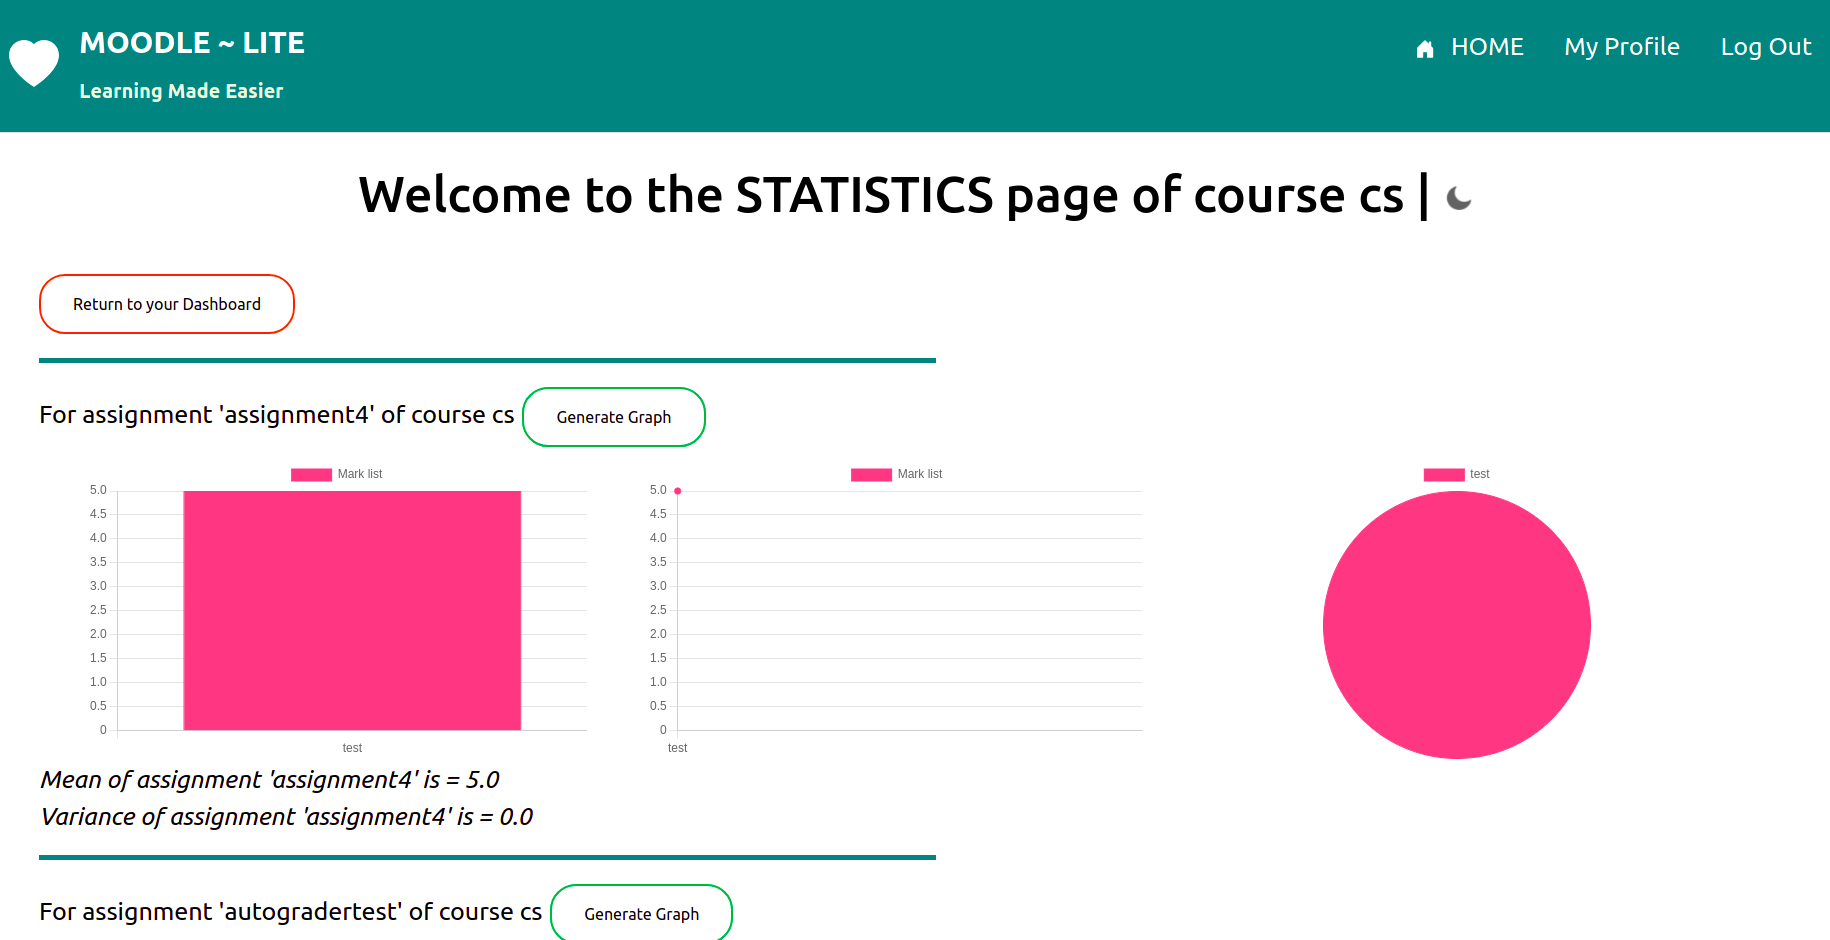 MOODLE ~ LITE
Learning Made Easier
HOME My Profile Log Out
Welcome to the STATISTICS page of course cs |
Return to your Dashboard
For assignment 'assignment4' of course cs Generate Graph
Mark list
5.0
4.5
4.0
3.5
3.0
2.5
2.0
1.5
1.0
0.5
0
test
Mark list
5.0
4.5
4.0
3.5
3.0
2.5
2.0
1.5
1.0
0.5
0
test
test
Mean of assignment 'assignment4' is = 5.0
Variance of assignment 'assignment4' is = 0.0
For assignment 'autogradertest' of course cs Generate Graph